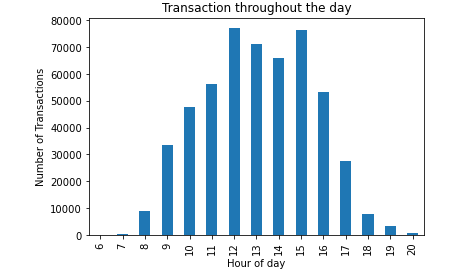 Transaction throughout the day
80000
70000
60000
50000
40000
30000
20000
10000
0
Number of Transactions
6 7 8 9 10 11 12 13 14 15 16 17 18 19 20
Hour of day